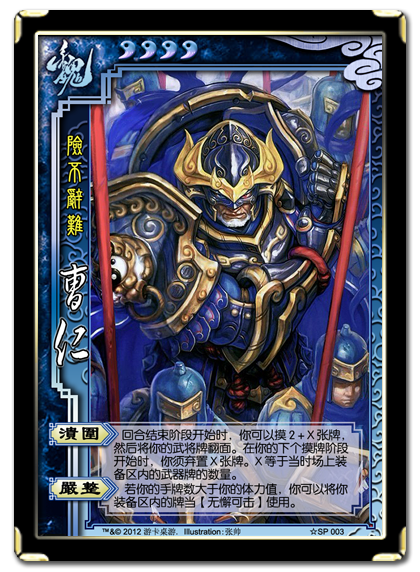 魏
險不辭難
曹仁
潰圍
回合结束阶段开始时，你可以摸2+X张牌，
然后将你的武将牌翻面。在你的下个摸牌阶段
开始时，你须弃置X张牌。X等于当时场上装
备区内的武器牌的数量。
嚴整
若你的手牌数大于你的体力值，你可以将你
装备区内的牌当【无懈可击】使用。
™&© 2012 游卡桌游．Illustration：张帅
☆SP 003